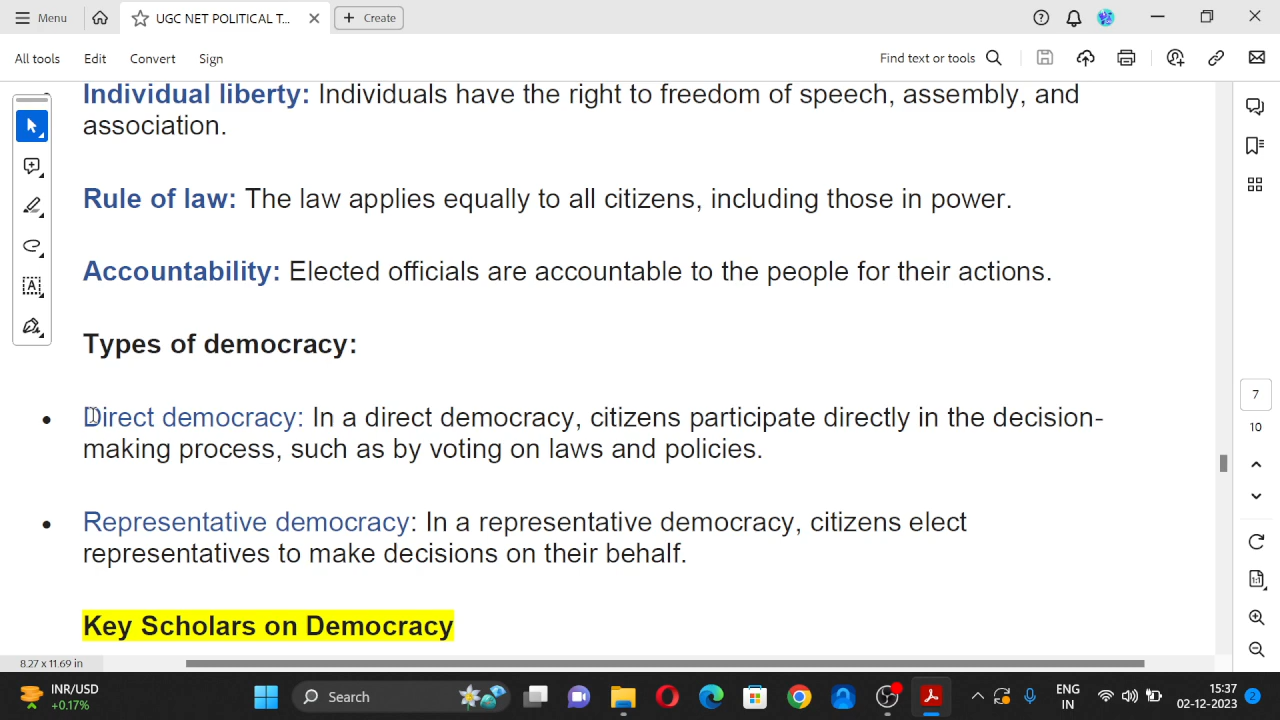 Menu
UGC NET POLITICAL T...
Create
All tools
Edit
Convert
Sign
Find text or tools
Individual liberty: Individuals have the right to freedom of speech, assembly, and
association.
Rule of law: The law applies equally to all citizens, including those in power.
Accountability: Elected officials are accountable to the people for their actions.
Types of democracy:
• Direct democracy: In a direct democracy, citizens participate directly in the decision-
making process, such as by voting on laws and policies.
• Representative democracy: In a representative democracy, citizens elect
representatives to make decisions on their behalf.
Key Scholars on Democracy
7
10
1:1
8.27 x 11.69 in
INR/USD
+0.17%
Search
ENG
IN
15:37
02-12-2023
2